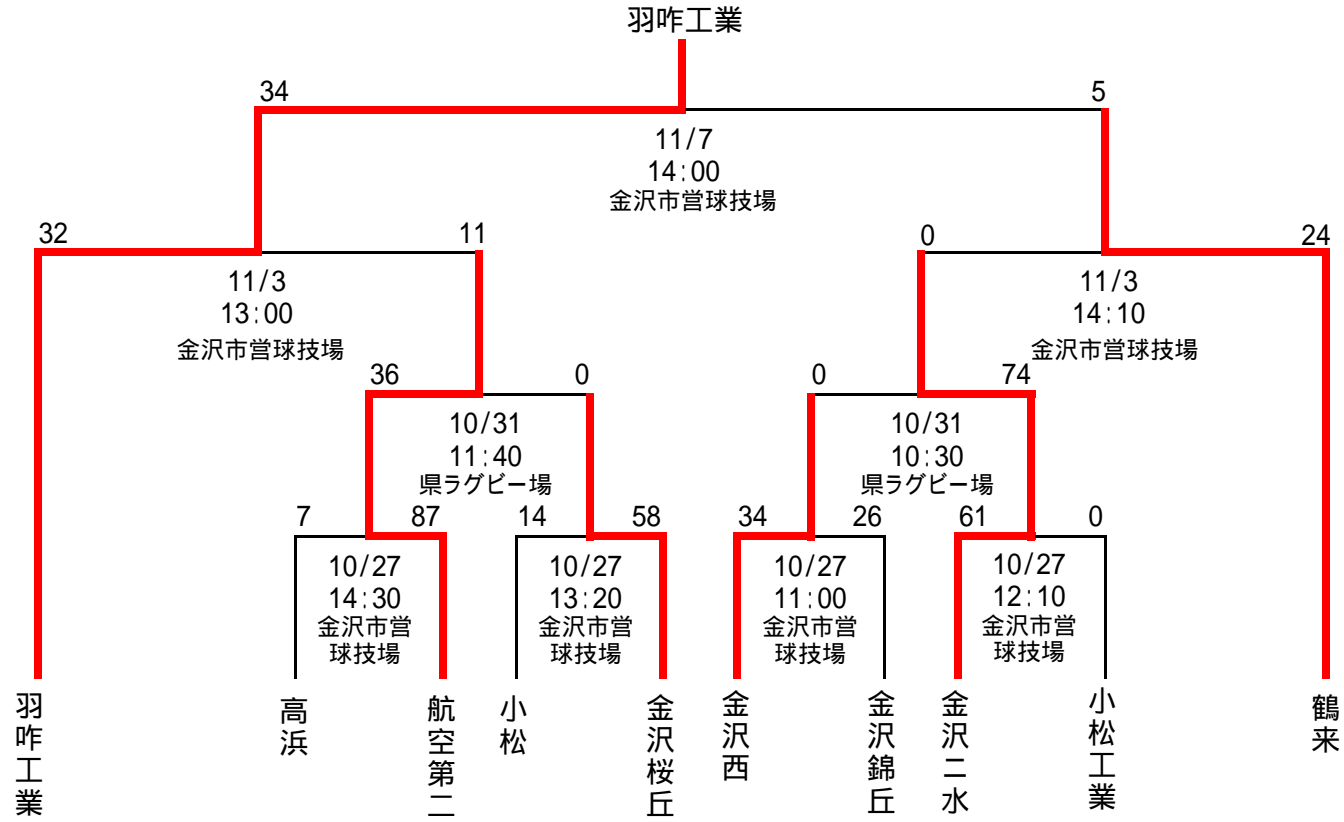 羽咋工業
34
5
11/7
14:00
金沢市営球技場
32
11
0
24
11/3
13:00
金沢市営球技場
11/3
14:10
金沢市営球技場
36
0
0
74
10/31
11:40
県ラグビー場
10/31
10:30
県ラグビー場
7
87
14
58
34
26
61
0
10/27
14:30
金沢市営
球技場
10/27
13:20
金沢市営
球技場
10/27
11:00
金沢市営
球技場
10/27
12:10
金沢市営
球技場
羽咋工業
高浜
航空第二
小松
金沢桜丘
金沢西
金沢錦丘
金沢二水
小松工業
鶴来